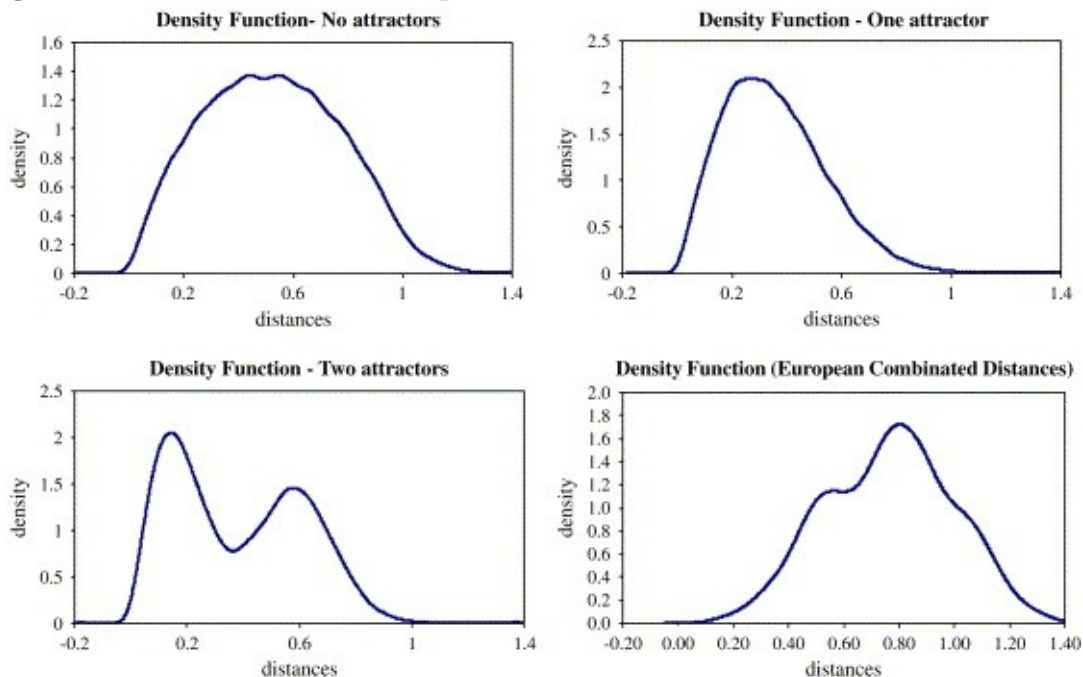 Density Function- No attractors
1.6
1.4
1.2
1
0.8
0.6
0.4
0.2
0
density
-0.2 0.2 0.6 1 1.4
distances
Density Function - One attractor
2.5
2
1.5
1
0.5
0
density
-0.2 0.2 0.6 1 1.4
distances
Density Function - Two attractors
2.5
2
1.5
1
0.5
0
density
-0.2 0.2 0.6 1 1.4
distances
Density Function (European Combinated Distances)
2.0
1.8
1.6
1.4
1.2
1.0
0.8
0.6
0.4
0.2
0.0
density
-0.20 0.00 0.20 0.40 0.60 0.80 1.00 1.20 1.40
distances